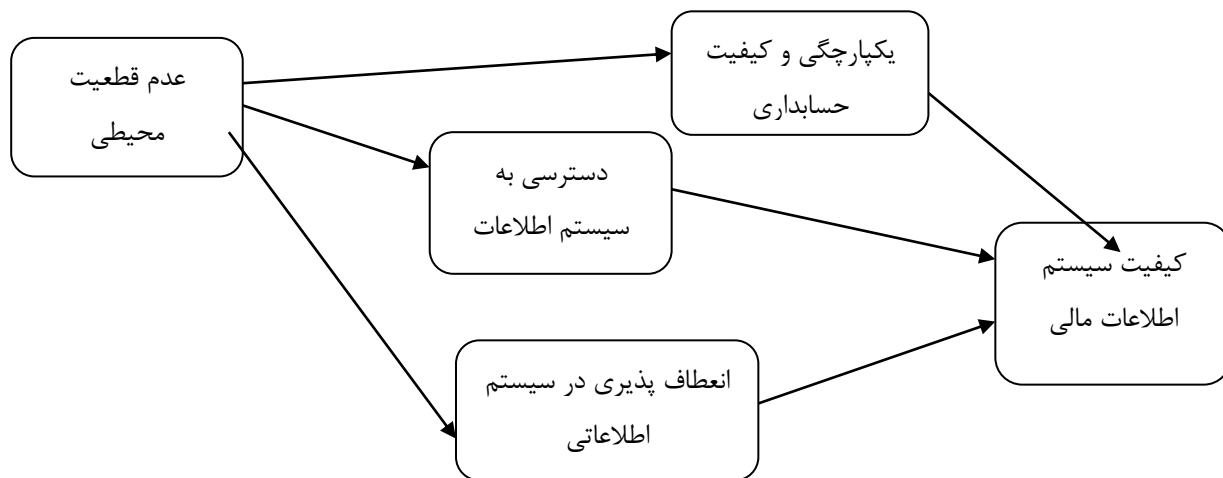 یکپارچگی و کیفیت
حسابداری
عدم قطعیت
محیطی
دسترسی به
سیستم اطلاعات
کیفیت سیستم
اطلاعات مالی
انعطاف پذیری در سیستم
اطلاعاتی